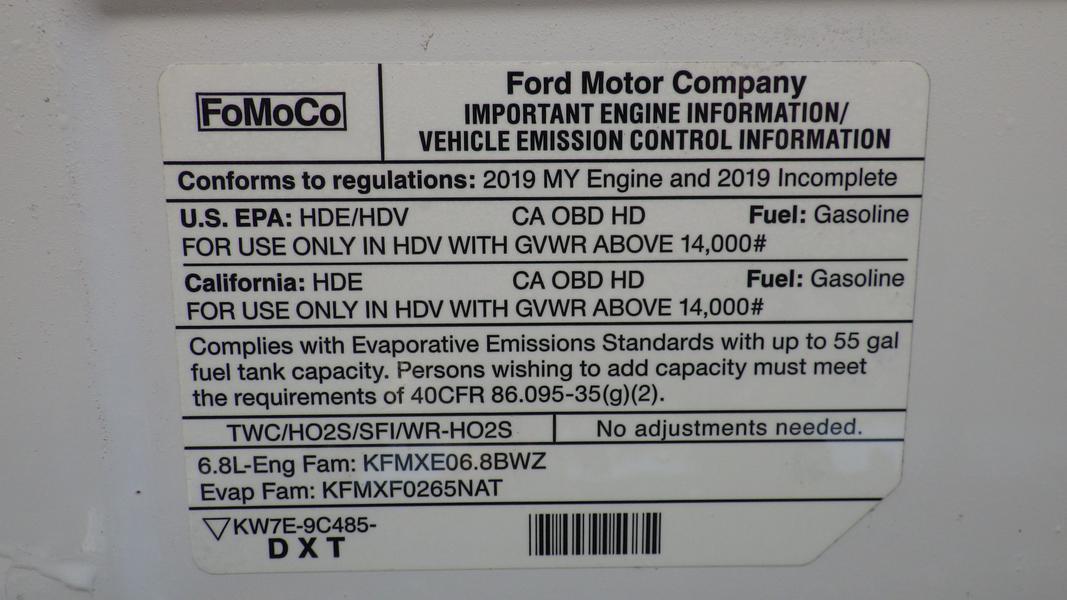 FoMoCo
Ford Motor Company
IMPORTANT ENGINE INFORMATION/
VEHICLE EMISSION CONTROL INFORMATION
Conforms to regulations: 2019 MY Engine and 2019 Incomplete
U.S. EPA: HDE/HDV CA OBD HD Fuel: Gasoline
FOR USE ONLY IN HDV WITH GVWR ABOVE 14,000#
California: HDE CA OBD HD Fuel: Gasoline
FOR USE ONLY IN HDV WITH GVWR ABOVE 14,000#
Complies with Evaporative Emissions Standards with up to 55 gal
fuel tank capacity. Persons wishing to add capacity must meet
the requirements of 40CFR 86.095-35(g)(2).
TWC/HO2S/SFI/WR-HO2S No adjustments needed.
6.8L-Eng Fam: KFMXE06.8BWZ
Evap Fam: KFMXF0265NAT
KW7E-9C485-
DXT